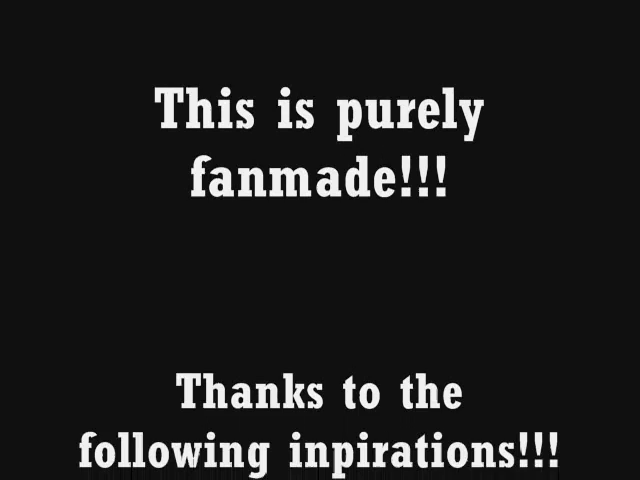 This is purely
fanmade!!!
Thanks to the
following inpirations!!!